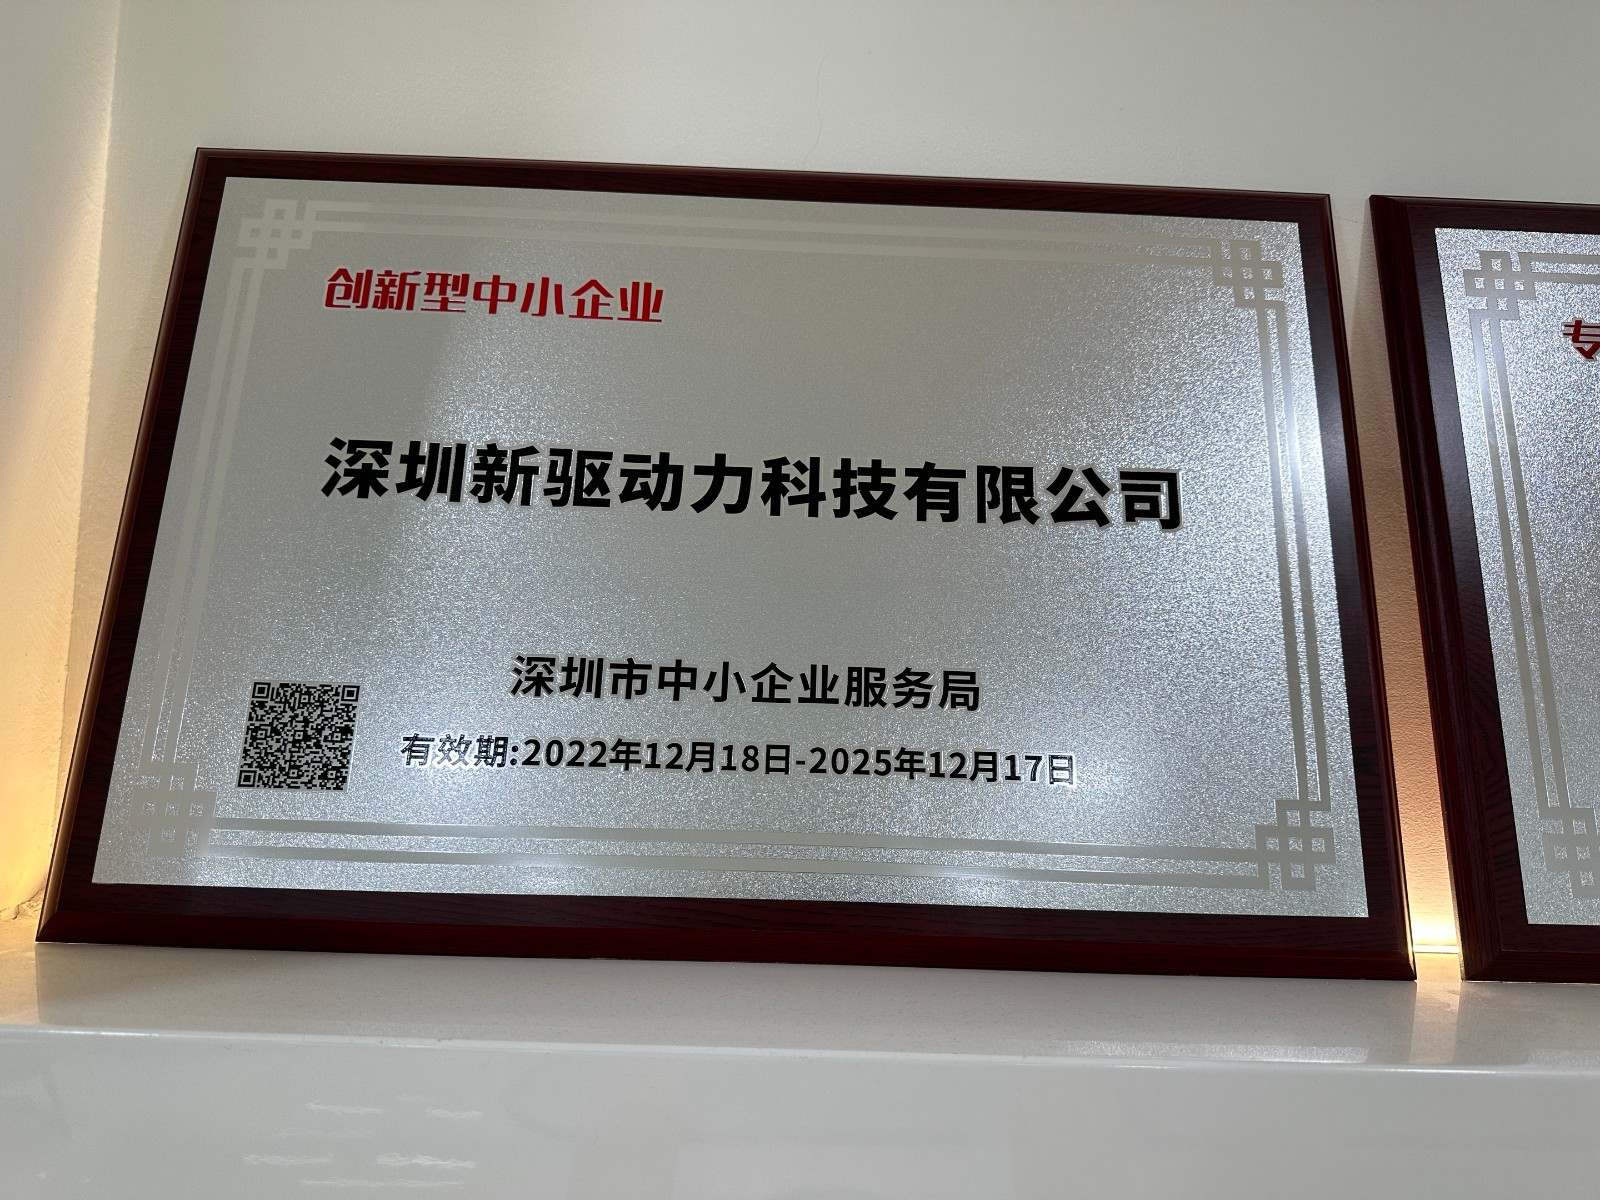 创新型中小企业
深圳新驱动力科技有限公司
深圳市中小企业服务局
有效期:2022年12月18日-2025年12月17日
专